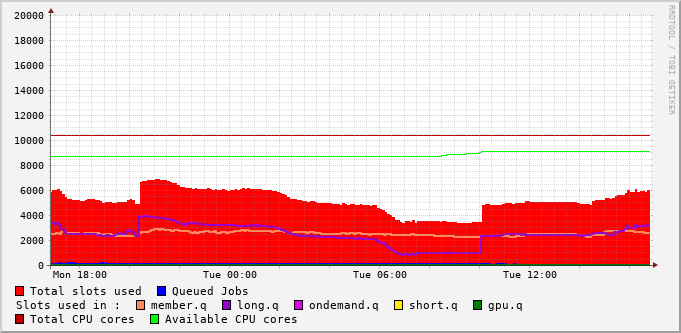 RRDTOOL / TOBI OETIKER
20000
18000
16000
14000
12000
10000
8000
6000
4000
2000
0
Mon 18:00 Tue 00:00 Tue 06:00 Tue 12:00
Total slots used Queued Jobs
Slots used in : member.q long.q ondemand.q short.q gpu.q
Total CPU cores Available CPU cores